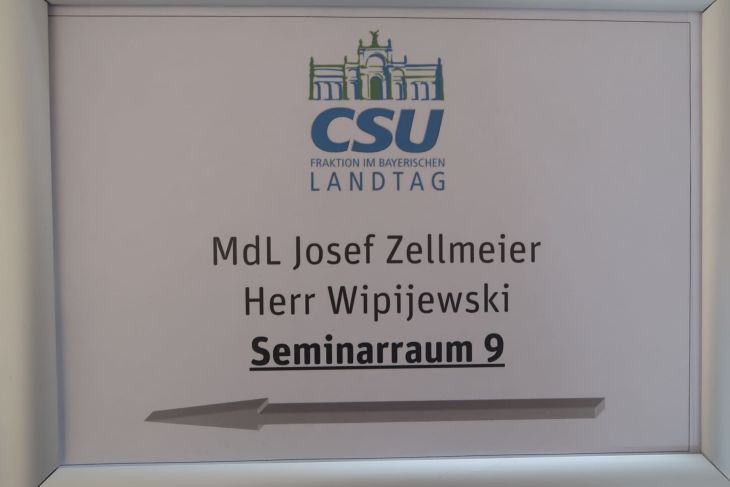 CSU
FRAKTION IM BAYERISCHEN
LANDTAG
MdL Josef Zellmeier
Herr Wipijewski
Seminarraum 9